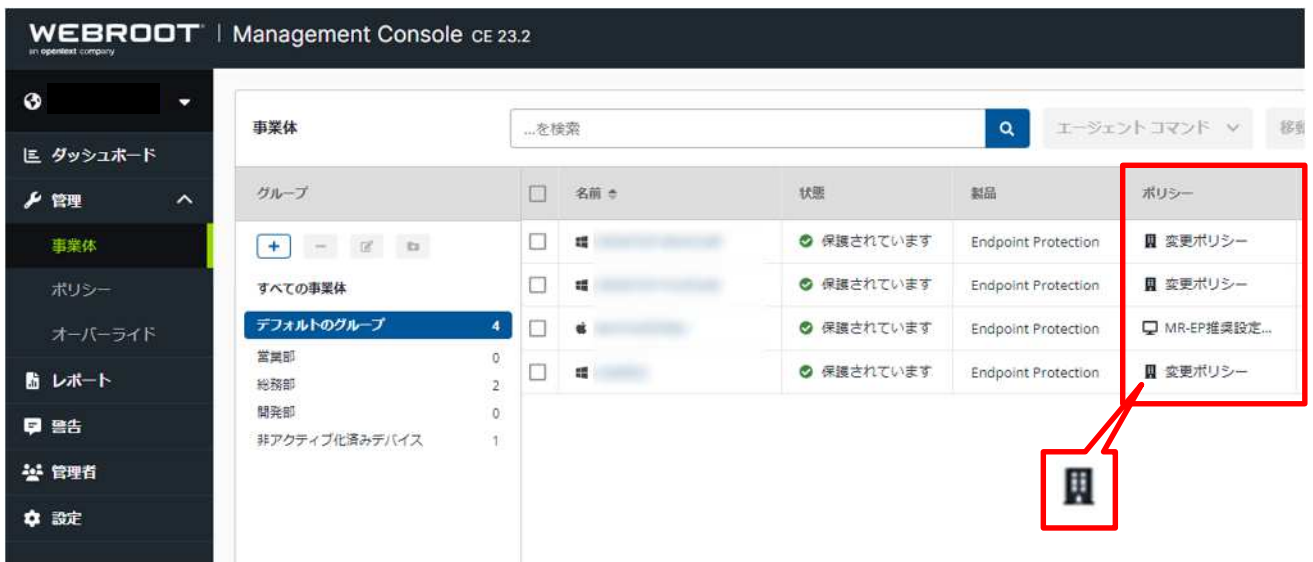 WEBROOT | Management Console CE 23.2
an opentext company
事業体
...を検索
エージェント コマンド
ダッシュボード
管理
事業体
ポリシー
オーバーライド
レポート
警告
管理者
設定
グループ
すべての事業体
デフォルトのグループ 4
営業部 0
総務部 2
開発部 0
非アクティブ化済みデバイス 1
名前 状態 製品 ポリシー
保護されています Endpoint Protection 変更ポリシー
保護されています Endpoint Protection 変更ポリシー
保護されています Endpoint Protection MR-EP推奨設定...
保護されています Endpoint Protection 変更ポリシー